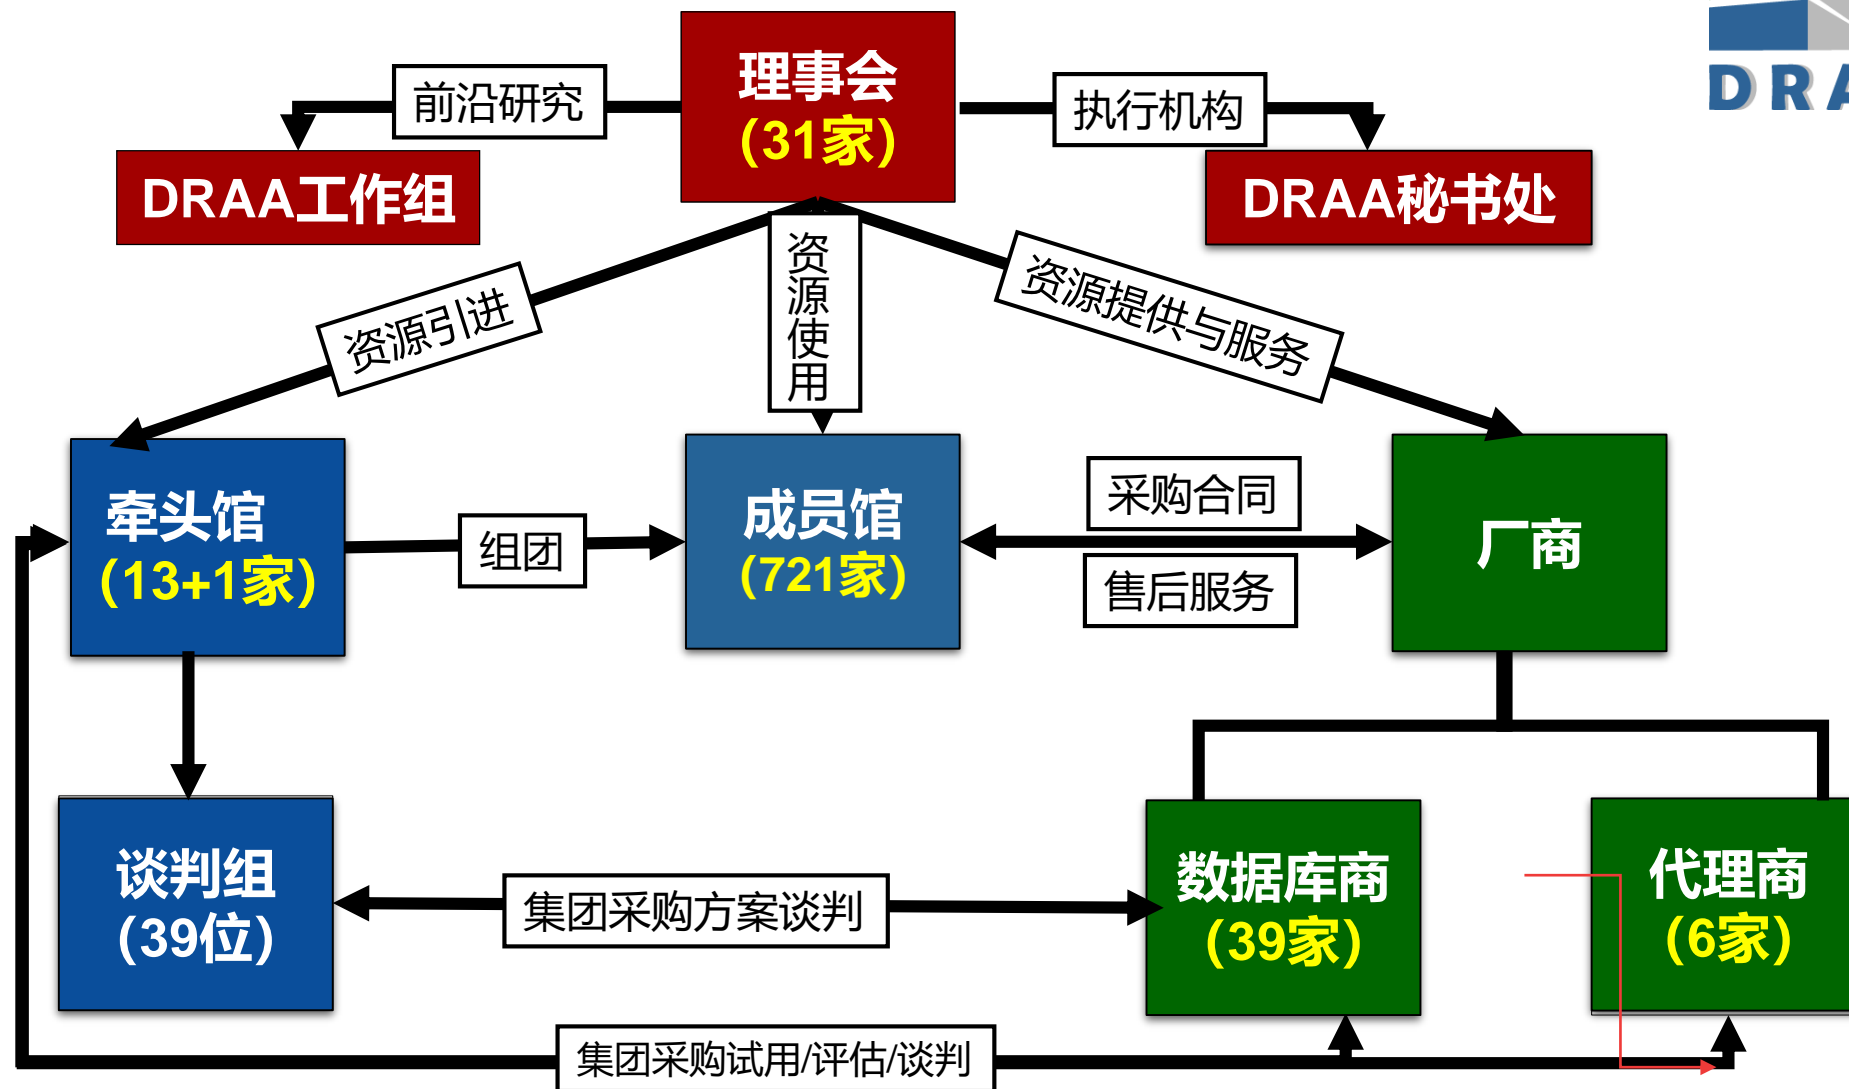 理事会
(31家)
DRA
前沿研究
执行机构
DRAA工作组
DRAA秘书处
资源引进
资源使用
资源提供与服务
牵头馆
(13+1家)
组团
成员馆
(721家)
采购合同
售后服务
厂商
谈判组
(39位)
集团采购方案谈判
数据库商
(39家)
代理商
(6家)
集团采购试用/评估/谈判